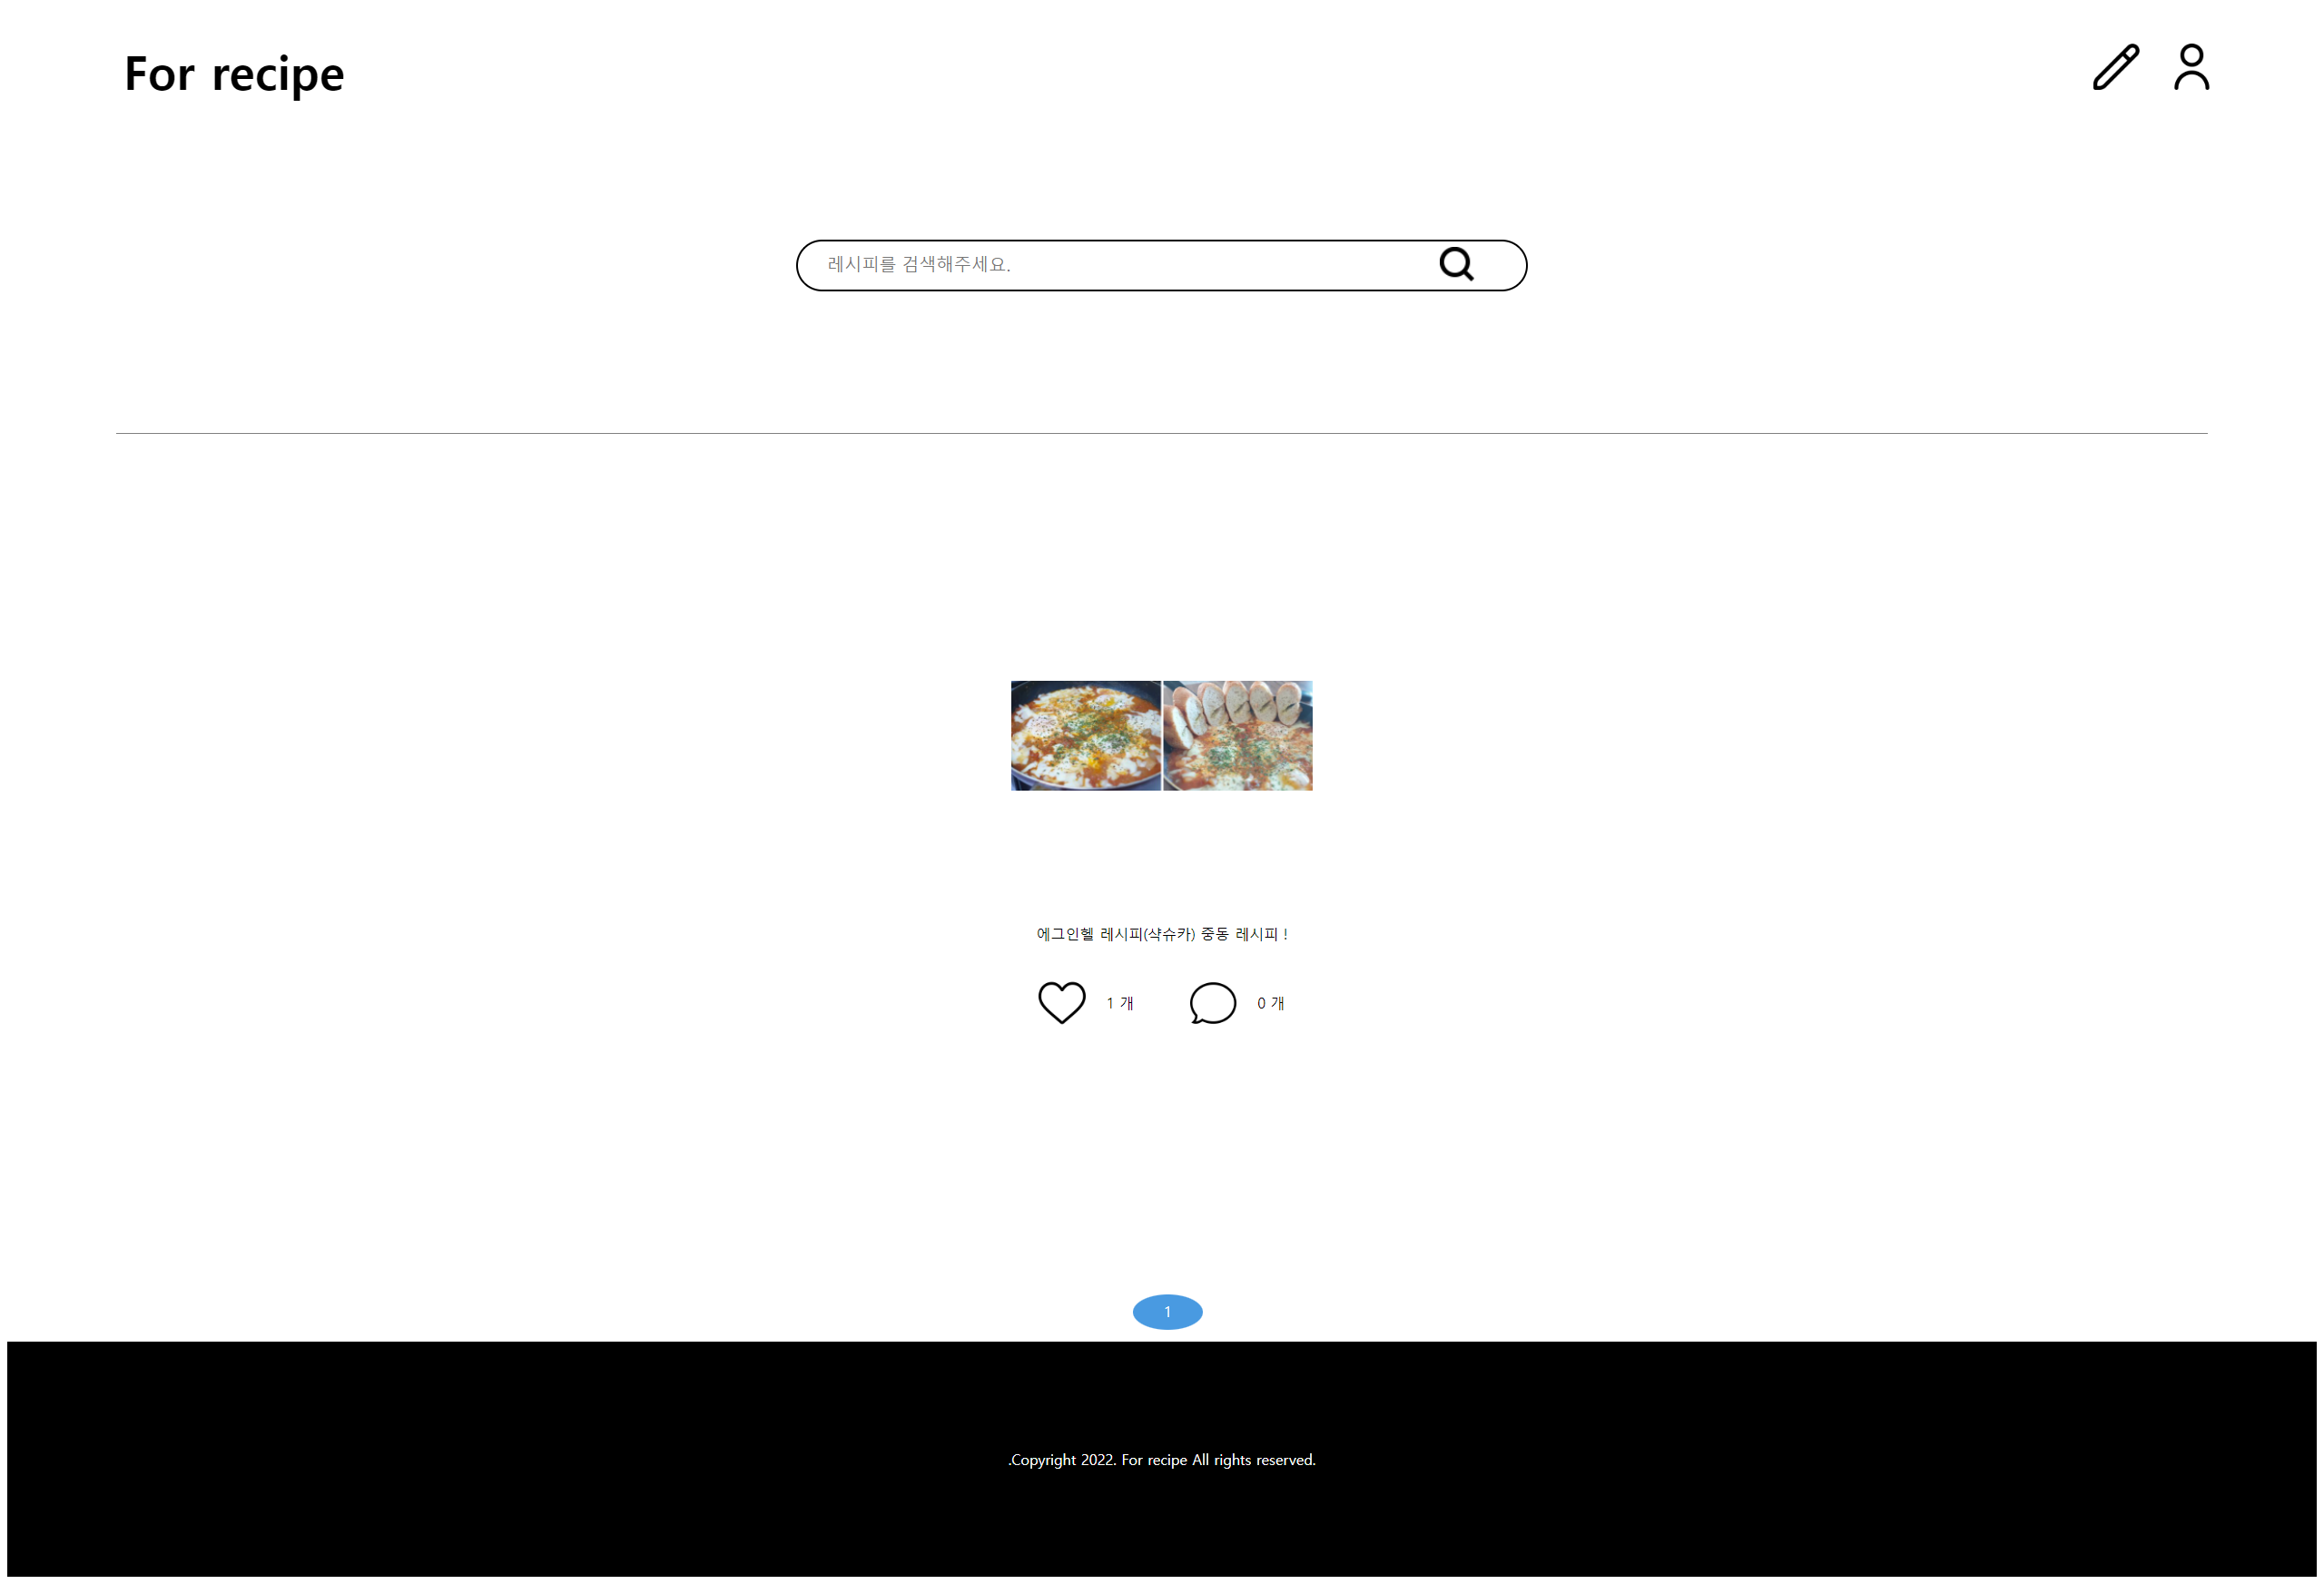 For recipe
레시피를 검색해주세요.
에그인헬 레시피(샥슈카) 중동 레시피 !
1 개
0 개
1
.Copyright 2022. For recipe All rights reserved.